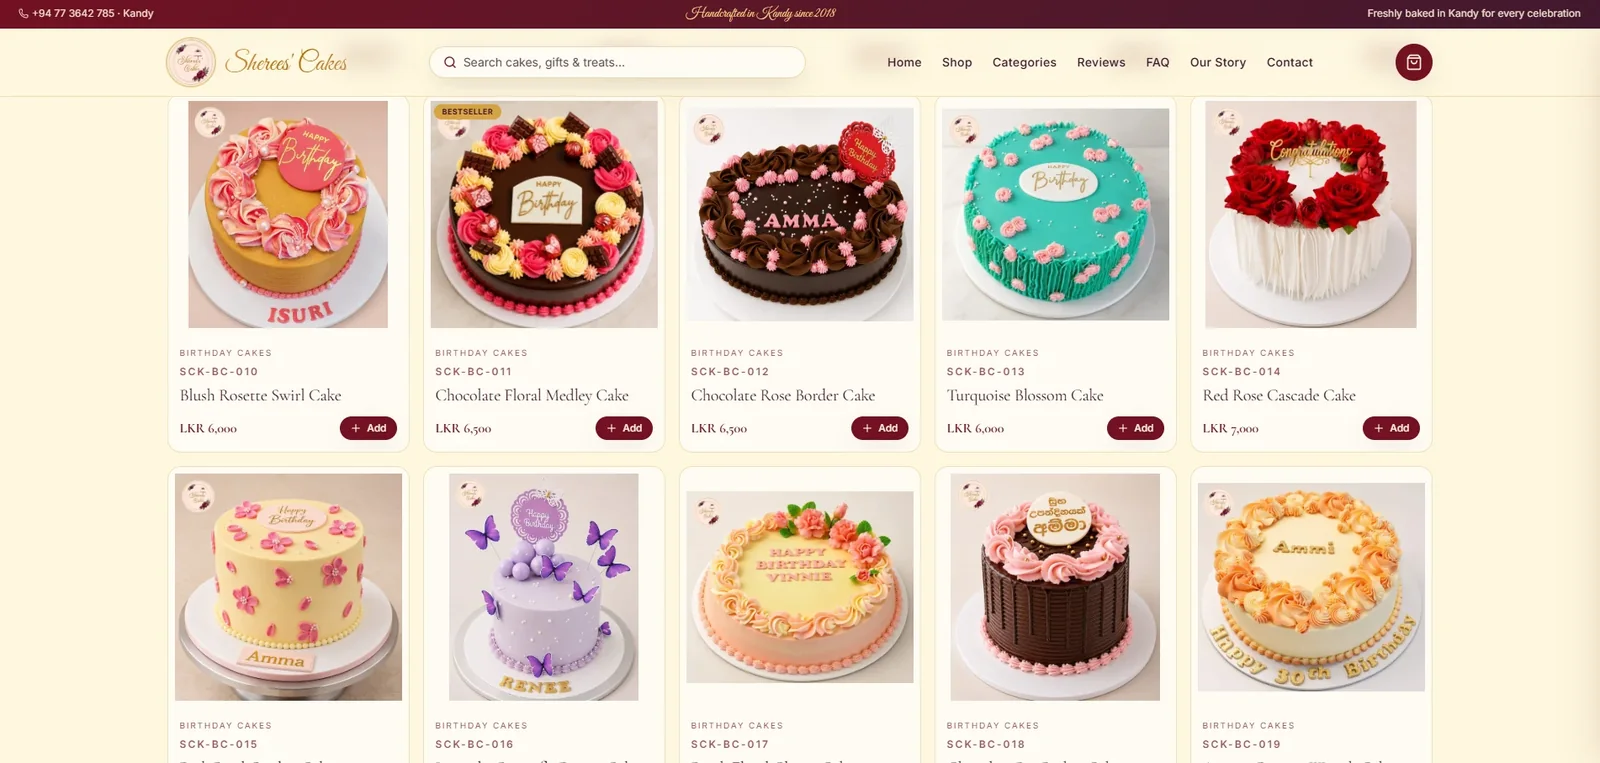 +94 77 3642 785 · Kandy
Handcrafted in Kandy since 2018
Freshly baked in Kandy for every celebration
Sherees' Cakes
Search cakes, gifts & treats...
Home
Shop
Categories
Reviews
FAQ
Our Story
Contact
HAPPY
Birthday
ISURI
BESTSELLER
HAPPY
Birthday
Happy
Birthday
AMMA
HAPPY
Birthday
Congratulations
BIRTHDAY CAKES
SCK-BC-010
Blush Rosette Swirl Cake
LKR 6,000
+ Add
BIRTHDAY CAKES
SCK-BC-011
Chocolate Floral Medley Cake
LKR 6,500
+ Add
BIRTHDAY CAKES
SCK-BC-012
Chocolate Rose Border Cake
LKR 6,500
+ Add
BIRTHDAY CAKES
SCK-BC-013
Turquoise Blossom Cake
LKR 6,000
+ Add
BIRTHDAY CAKES
SCK-BC-014
Red Rose Cascade Cake
LKR 7,000
+ Add
Happy
Birthday
Amma
Happy
Birthday
RENEE
HAPPY
BIRTHDAY
VINNIE
සුභ
උපන්දිනයක්
අම්මා
Ammi
Happy 30th Birthday
BIRTHDAY CAKES
SCK-BC-015
BIRTHDAY CAKES
SCK-BC-016
BIRTHDAY CAKES
SCK-BC-017
BIRTHDAY CAKES
SCK-BC-018
BIRTHDAY CAKES
SCK-BC-019